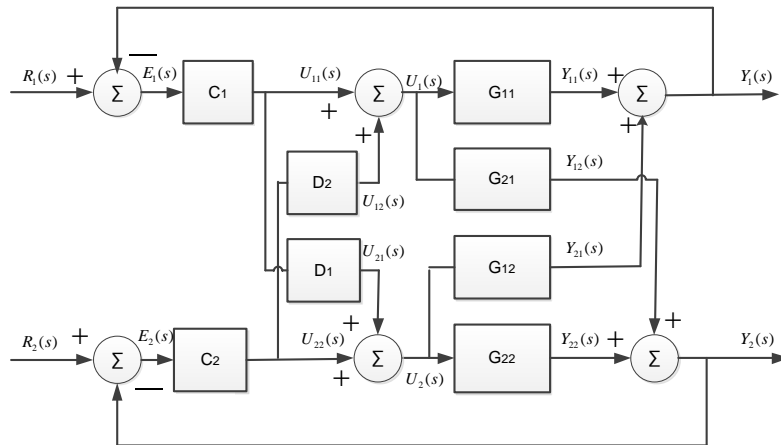 R₁(s)
+
—
Σ
E₁(s)
C₁
U₁₁(s)
+
+
Σ
U₁(s)
G₁₁
Y₁₁(s)
+
+
Σ
Y₁(s)
D₂
U₁₂(s)
G₂₁
Y₁₂(s)
D₁
U₂₁(s)
G₁₂
Y₂₁(s)
R₂(s)
+
—
Σ
E₂(s)
C₂
U₂₂(s)
+
+
Σ
U₂(s)
G₂₂
Y₂₂(s)
+
+
Σ
Y₂(s)